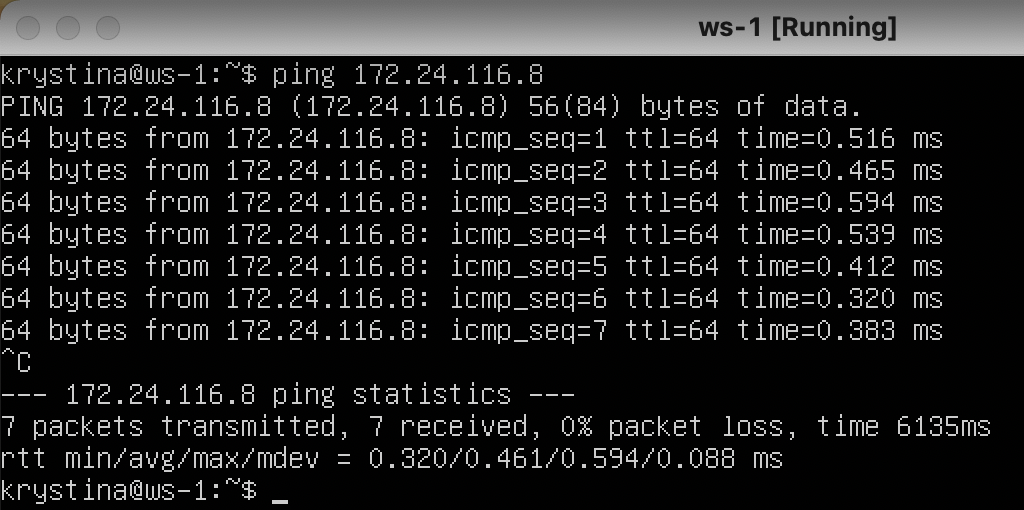 ws-1 [Running]
krystina@ws-1:~$ ping 172.24.116.8
PING 172.24.116.8 (172.24.116.8) 56(84) bytes of data.
64 bytes from 172.24.116.8: icmp_seq=1 ttl=64 time=0.516 ms
64 bytes from 172.24.116.8: icmp_seq=2 ttl=64 time=0.465 ms
64 bytes from 172.24.116.8: icmp_seq=3 ttl=64 time=0.594 ms
64 bytes from 172.24.116.8: icmp_seq=4 ttl=64 time=0.539 ms
64 bytes from 172.24.116.8: icmp_seq=5 ttl=64 time=0.412 ms
64 bytes from 172.24.116.8: icmp_seq=6 ttl=64 time=0.320 ms
64 bytes from 172.24.116.8: icmp_seq=7 ttl=64 time=0.383 ms
^C
--- 172.24.116.8 ping statistics ---
7 packets transmitted, 7 received, 0% packet loss, time 6135ms
rtt min/avg/max/mdev = 0.320/0.461/0.594/0.088 ms
krystina@ws-1:~$ _